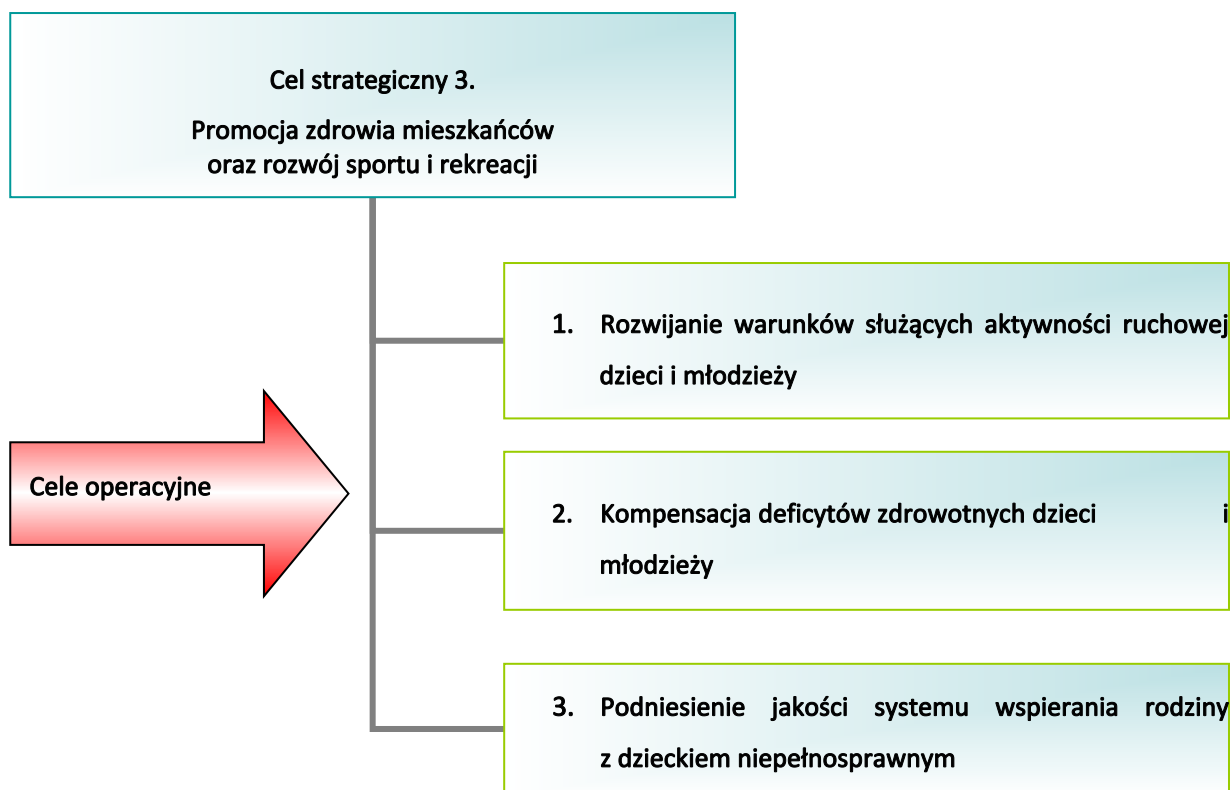 Cel strategiczny 3.
Promocja zdrowia mieszkańców
oraz rozwój sportu i rekreacji
1. Rozwijanie warunków służących aktywności ruchowej
dzieci i młodzieży
Cele operacyjne
2. Kompensacja deficytów zdrowotnych dzieci i
młodzieży
3. Podniesienie jakości systemu wspierania rodziny
z dzieckiem niepełnosprawnym